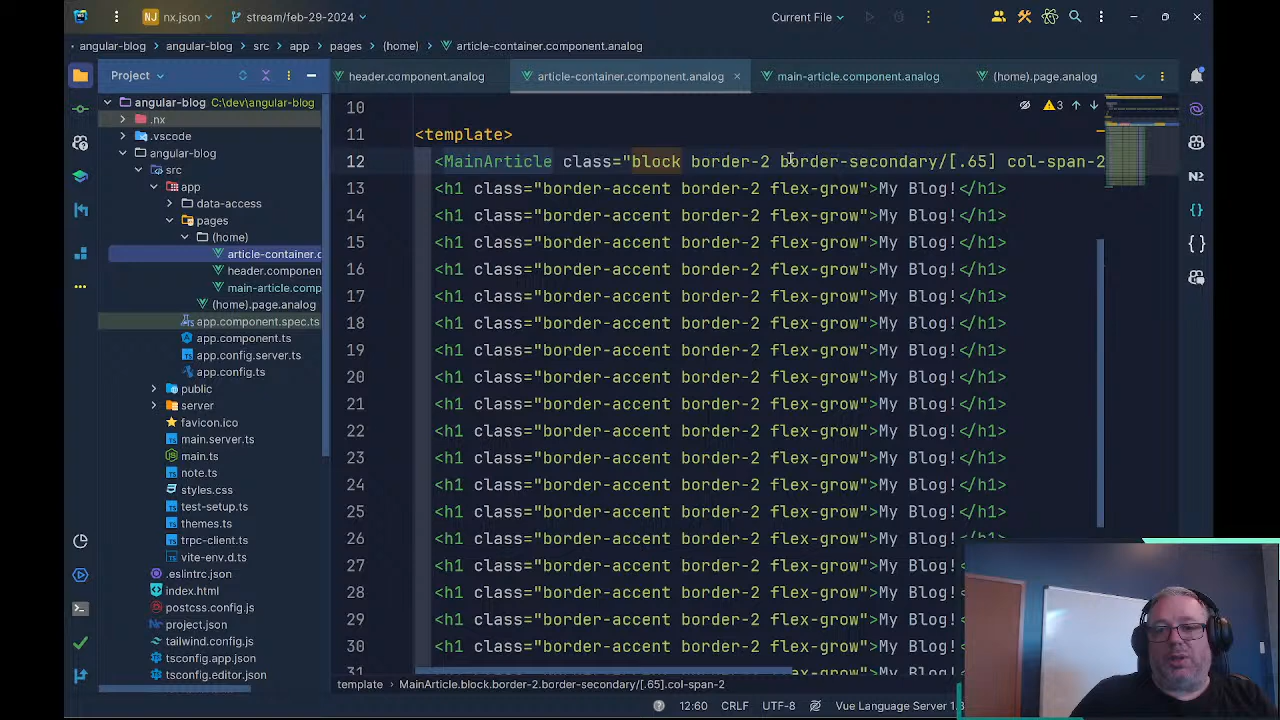 nx.json
stream/feb-29-2024
Current File
angular-blog
angular-blog
src
app
pages
(home)
article-container.component.analog
Project
header.component.analog
article-container.component.analog
main-article.component.analog
(home).page.analog
angular-blog C:\dev\angular-blog
.nx
.vscode
angular-blog
src
app
data-access
pages
(home)
article-container.c
header.componen
main-article.comp
(home).page.analog
app.component.spec.ts
app.component.ts
app.config.server.ts
app.config.ts
public
server
favicon.ico
main.server.ts
main.ts
note.ts
styles.css
test-setup.ts
themes.ts
trpc-client.ts
vite-env.d.ts
.eslintrc.json
index.html
postcss.config.js
project.json
tailwind.config.js
tsconfig.app.json
tsconfig.editor.json
3
10
11 <template>
12 <MainArticle class="block border-2 border-secondary/[.65] col-span-2
13 <h1 class="border-accent border-2 flex-grow">My Blog!</h1>
14 <h1 class="border-accent border-2 flex-grow">My Blog!</h1>
15 <h1 class="border-accent border-2 flex-grow">My Blog!</h1>
16 <h1 class="border-accent border-2 flex-grow">My Blog!</h1>
17 <h1 class="border-accent border-2 flex-grow">My Blog!</h1>
18 <h1 class="border-accent border-2 flex-grow">My Blog!</h1>
19 <h1 class="border-accent border-2 flex-grow">My Blog!</h1>
20 <h1 class="border-accent border-2 flex-grow">My Blog!</h1>
21 <h1 class="border-accent border-2 flex-grow">My Blog!</h1>
22 <h1 class="border-accent border-2 flex-grow">My Blog!</h1>
23 <h1 class="border-accent border-2 flex-grow">My Blog!</h1>
24 <h1 class="border-accent border-2 flex-grow">My Blog!</h1>
25 <h1 class="border-accent border-2 flex-grow">My Blog!</h1>
26 <h1 class="border-accent border-2 flex-grow">My Blog!</h1>
27 <h1 class="border-accent border-2 flex-grow">My Blog!
28 <h1 class="border-accent border-2 flex-grow">My Blog!
29 <h1 class="border-accent border-2 flex-grow">My Blog!
30 <h1 class="border-accent border-2 flex-grow">My Blog!
template
MainArticle.block.border-2.border-secondary/[.65].col-span-2
12:60
CRLF
UTF-8
Vue Language Server